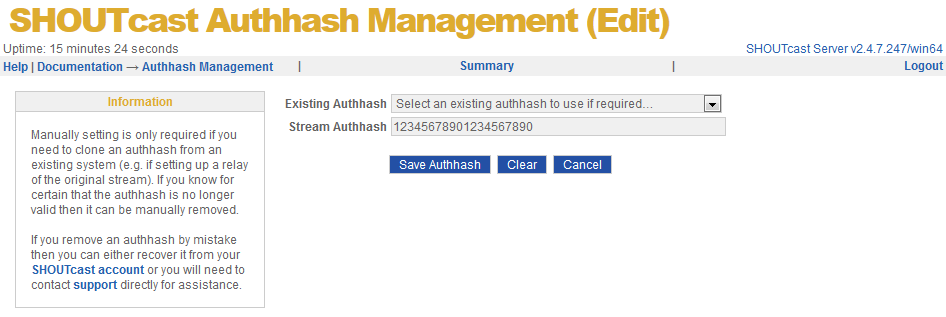 SHOUTcast Authhash Management (Edit)
Uptime: 15 minutes 24 seconds
SHOUTcast Server v2.4.7.247/win64
Help | Documentation → Authhash Management | Summary | Logout
Information
Manually setting is only required if you
need to clone an authhash from an
existing system (e.g. if setting up a relay
of the original stream). If you know for
certain that the authhash is no longer
valid then it can be manually removed.
If you remove an authhash by mistake
then you can either recover it from your
SHOUTcast account or you will need to
contact support directly for assistance.
Existing Authhash Select an existing authhash to use if required...
Stream Authhash 12345678901234567890
Save Authhash Clear Cancel